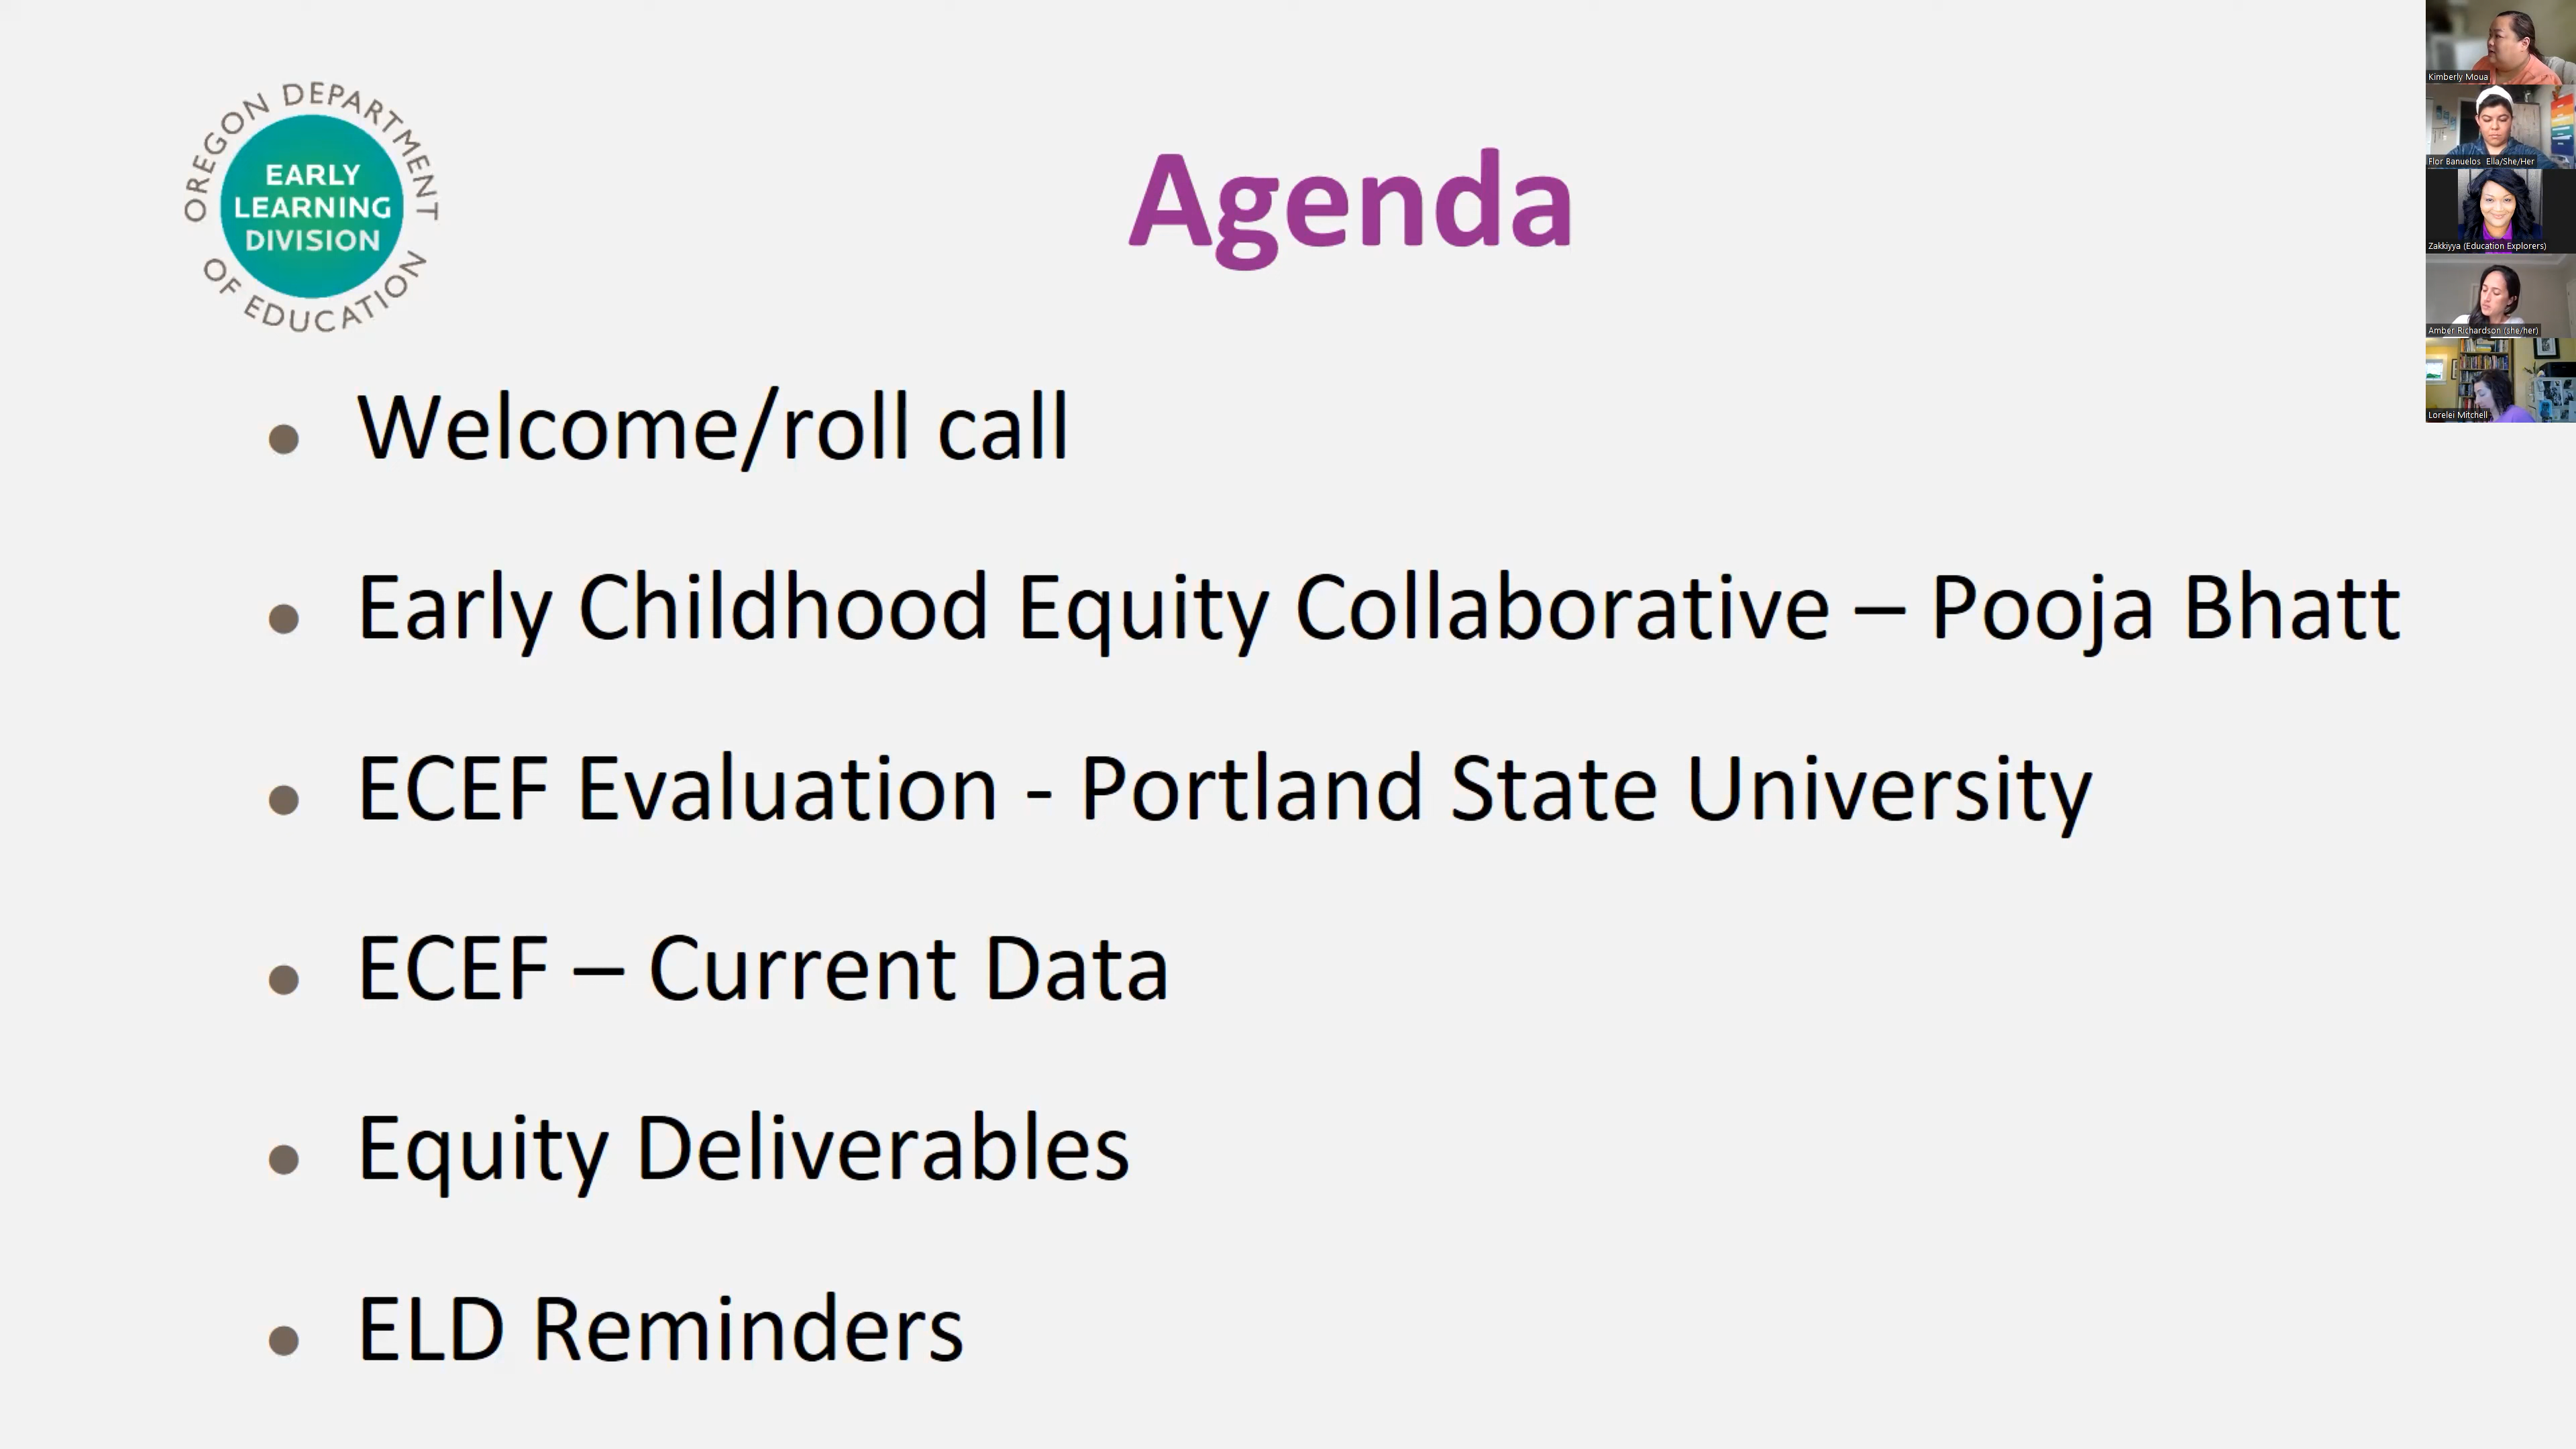 OREGON DEPARTMENT
OF EDUCATION
EARLY
LEARNING
DIVISION
Agenda
Welcome/roll call
Early Childhood Equity Collaborative – Pooja Bhatt
ECEF Evaluation - Portland State University
ECEF – Current Data
Equity Deliverables
ELD Reminders
Kimberly Moua
Flor Banuelos Ella/She/Her
Zakkiyya (Education Explorers)
Amber Richardson (she/her)
Lorelei Mitchell